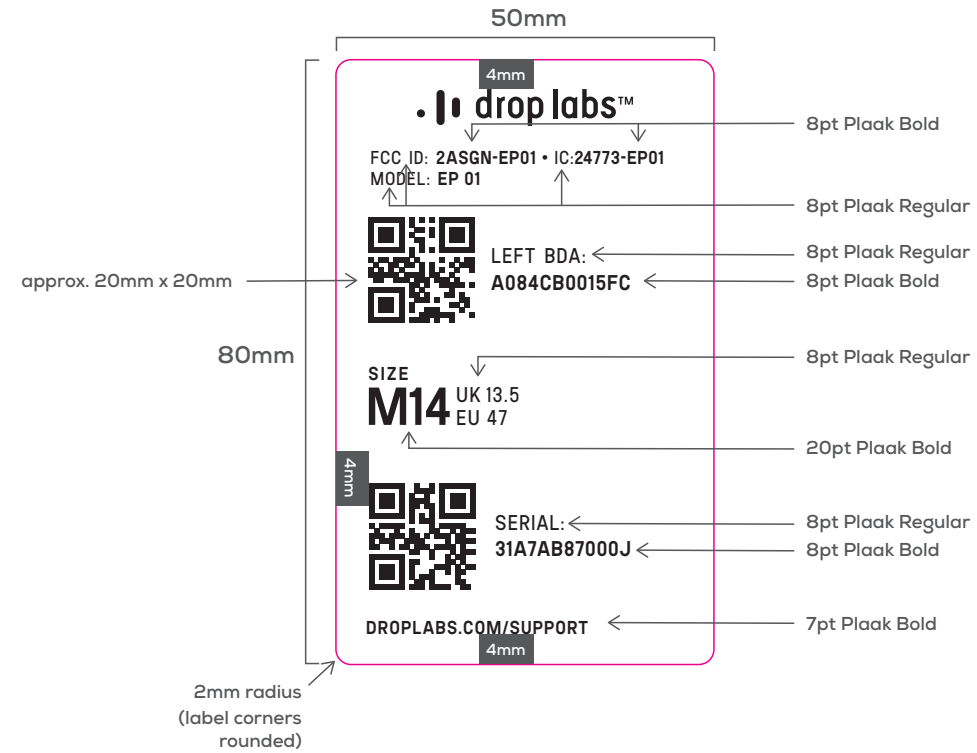 50mm
4mm
drop labs™
8pt Plaak Bold
FCC ID: 2ASGN-EP01 • IC:24773-EP01
MODEL: EP 01
8pt Plaak Regular
LEFT BDA:
8pt Plaak Regular
approx. 20mm x 20mm
A084CB0015FC
8pt Plaak Bold
80mm
8pt Plaak Regular
SIZE
M14
UK 13.5
EU 47
20pt Plaak Bold
4mm
SERIAL:
8pt Plaak Regular
31A7AB87000J
8pt Plaak Bold
DROPLABS.COM/SUPPORT
7pt Plaak Bold
4mm
2mm radius
(label corners
rounded)